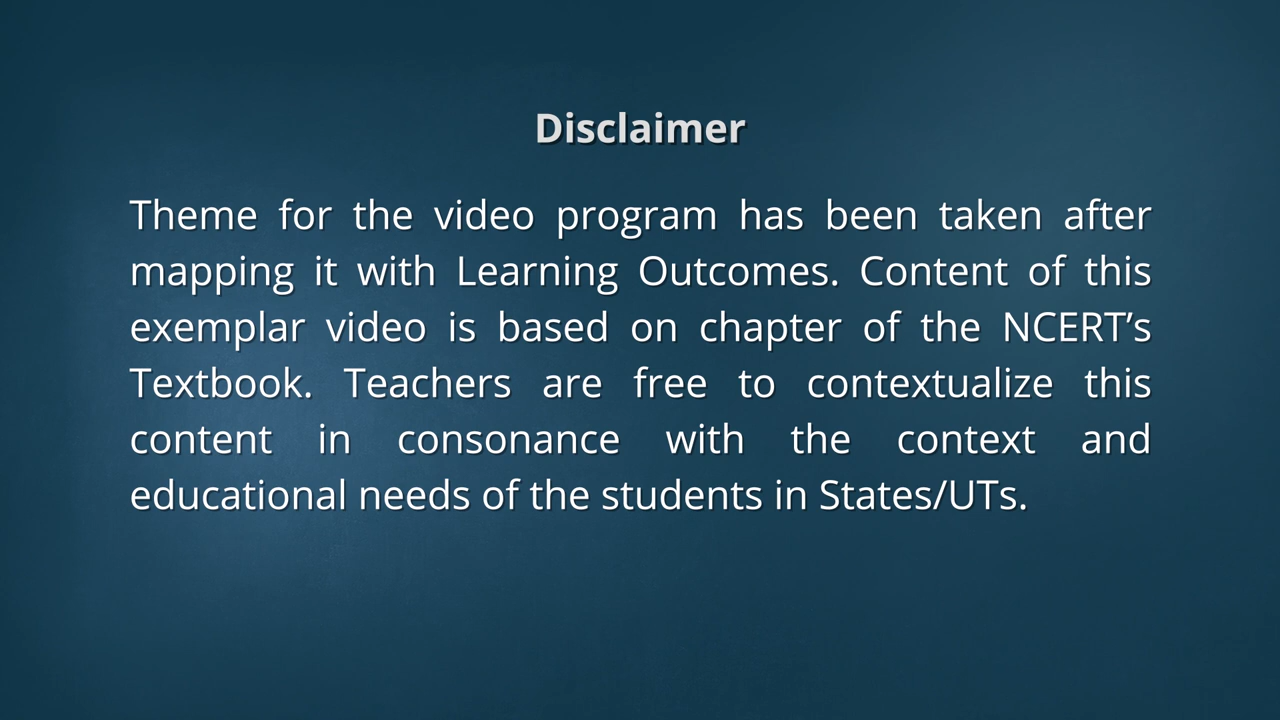 Disclaimer
Theme for the video program has been taken after
mapping it with Learning Outcomes. Content of this
exemplar video is based on chapter of the NCERT’s
Textbook. Teachers are free to contextualize this
content in consonance with the context and
educational needs of the students in States/UTs.